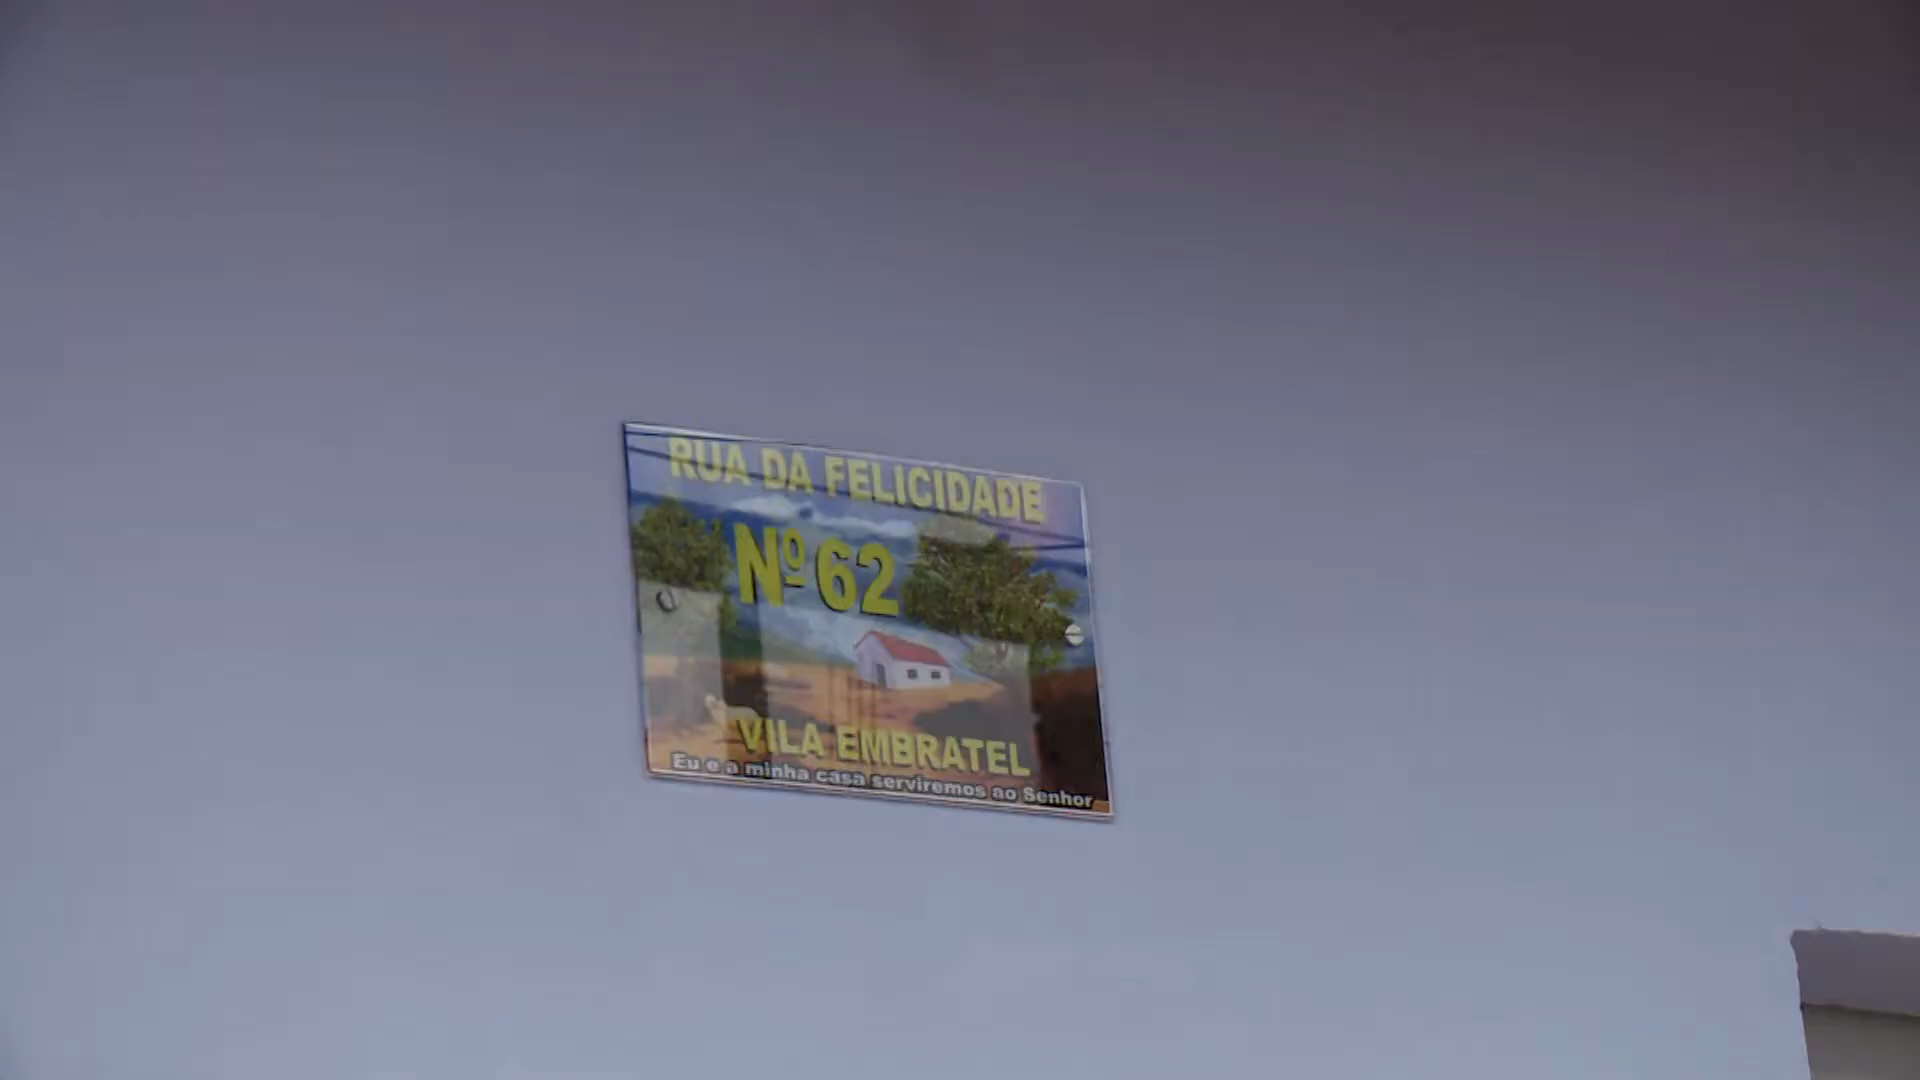 RUA DA FELICIDADE
Nº 62
VILA EMBRATEL
Eu e a minha casa serviremos ao Senhor